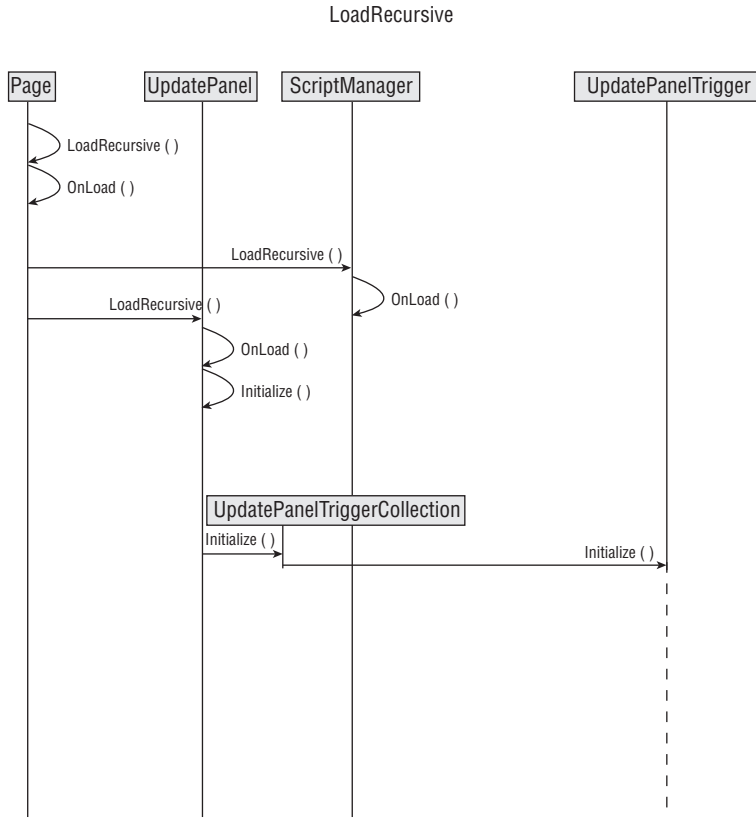 LoadRecursive
Page
UpdatePanel
ScriptManager
UpdatePanelTrigger
LoadRecursive ( )
OnLoad ( )
LoadRecursive ( )
OnLoad ( )
LoadRecursive ( )
OnLoad ( )
Initialize ( )
UpdatePanelTriggerCollection
Initialize ( )
Initialize ( )